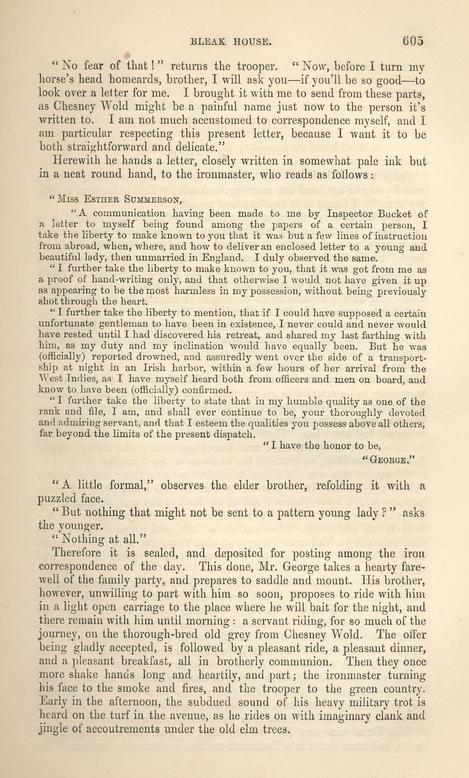 BLEAK HOUSE. 605
“No fear of that!” returns the trooper. “Now, before I turn my
horse's head homeards, brother, I will ask you—if you'll be so good—to
look over a letter for me. I brought it with me to send from these parts,
as Chesney Wold might be a painful name just now to the person it's
written to. I am not much accustomed to correspondence myself, and I
am particular respecting this present letter, because I want it to be
both straightforward and delicate.”
Herewith he hands a letter, closely written in somewhat pale ink but
in a neat round hand, to the ironmaster, who reads as follows:
“Miss Esther Summerson,
“A communication having been made to me by Inspector Bucket of
a letter to myself being found among the papers of a certain person, I
take the liberty to make known to you that it was but a few lines of instruction
from abroad, when, where, and how to deliver an enclosed letter to a young and
beautiful lady, then unmarried in England. I duly observed the same.
“I further take the liberty to make known to you, that it was got from me as
a proof of hand-writing only, and that otherwise I would not have given it up
as appearing to be the most harmless in my possession, without being previously
shot through the heart.
“I further take the liberty to mention, that if I could have supposed a certain
unfortunate gentleman to have been in existence, I never could and never would
have rested until I had discovered his retreat, and shared my last farthing with
him, as my duty and my inclination would have equally been. But he was
(officially) reported drowned, and assuredly went over the side of a transport-
ship at night in an Irish harbor, within a few hours of her arrival from the
West Indies, as I have myself heard both from officers and men on board, and
know to have been (officially) confirmed.
“I further take the liberty to state that in my humble quality as one of the
rank and file, I am, and shall ever continue to be, your thoroughly devoted
and admiring servant, and that I esteem the qualities you possess above all others,
far beyond the limits of the present dispatch.
“I have the honor to be,
“George.”
“A little formal,” observes the elder brother, refolding it with a
puzzled face.
“But nothing that might not be sent to a pattern young lady?” asks
the younger.
“Nothing at all.”
Therefore it is sealed, and deposited for posting among the iron
correspondence of the day. This done, Mr. George takes a hearty fare-
well of the family party, and prepares to saddle and mount. His brother,
however, unwilling to part with him so soon, proposes to ride with him
in a light open carriage to the place where he will bait for the night, and
there remain with him until morning: a servant riding, for so much of the
journey, on the thorough-bred old grey from Chesney Wold. The offer
being gladly accepted, is followed by a pleasant ride, a pleasant dinner,
and a pleasant breakfast, all in brotherly communion. Then they once
more shake hands long and heartily, and part; the ironmaster turning
his face to the smoke and fires, and the trooper to the green country.
Early in the afternoon, the subdued sound of his heavy military trot is
heard on the turf in the avenue, as he rides on with imaginary clank and
jingle of accoutrements under the old elm trees.